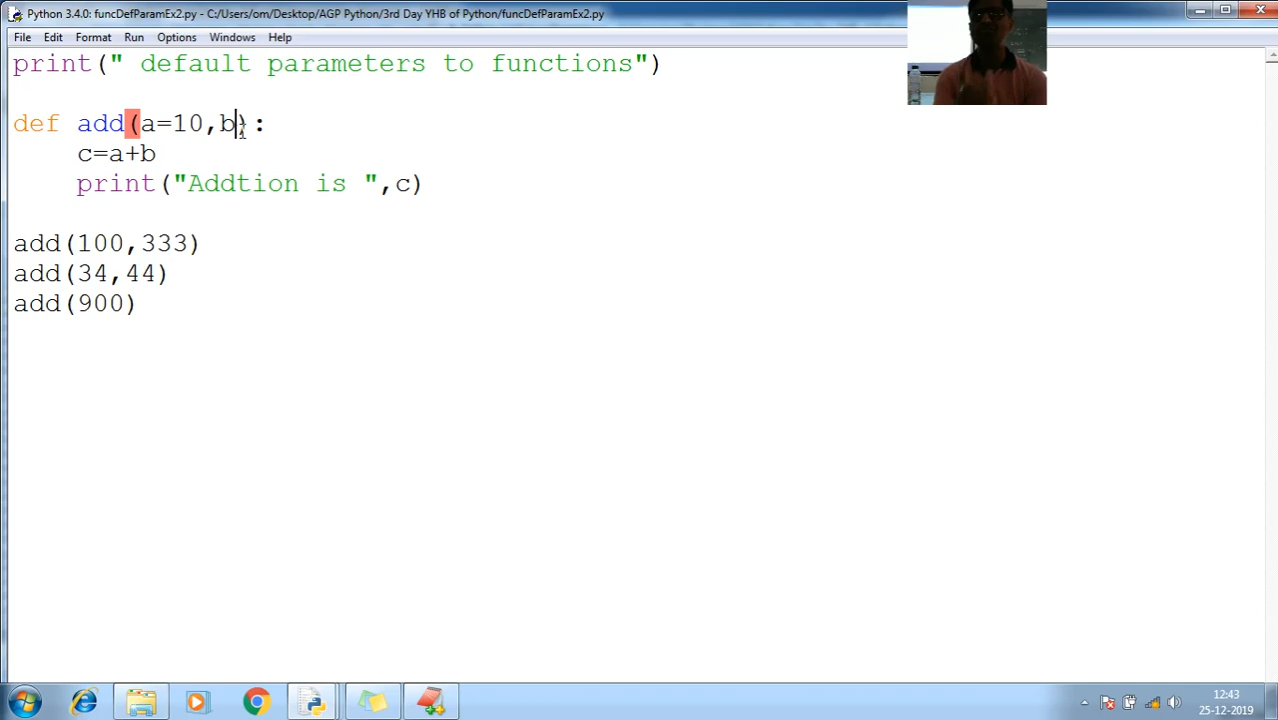 Python 3.4.0: funcDefParamEx2.py - C:/Users/om/Desktop/AGP Python/3rd Day YHB of Python/funcDefParamEx2.py
File Edit Format Run Options Windows Help
print(" default parameters to functions")
def add(a=10,b):
c=a+b
print("Addtion is ",c)
add(100,333)
add(34,44)
add(900)
12:43
25-12-2019